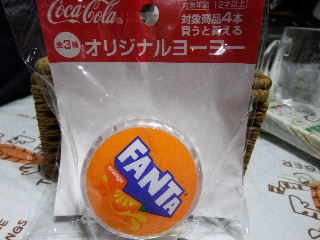 Coca-Cola
対象年齢 12才以上
対象商品4本
買うと貰える
全3種
オリジナルヨーヨー
FANTA
orange